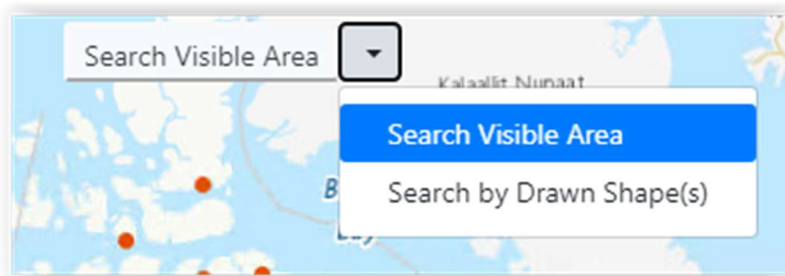 Search Visible Area
Kalaallit Nunaat
Search Visible Area
Search by Drawn Shape(s)